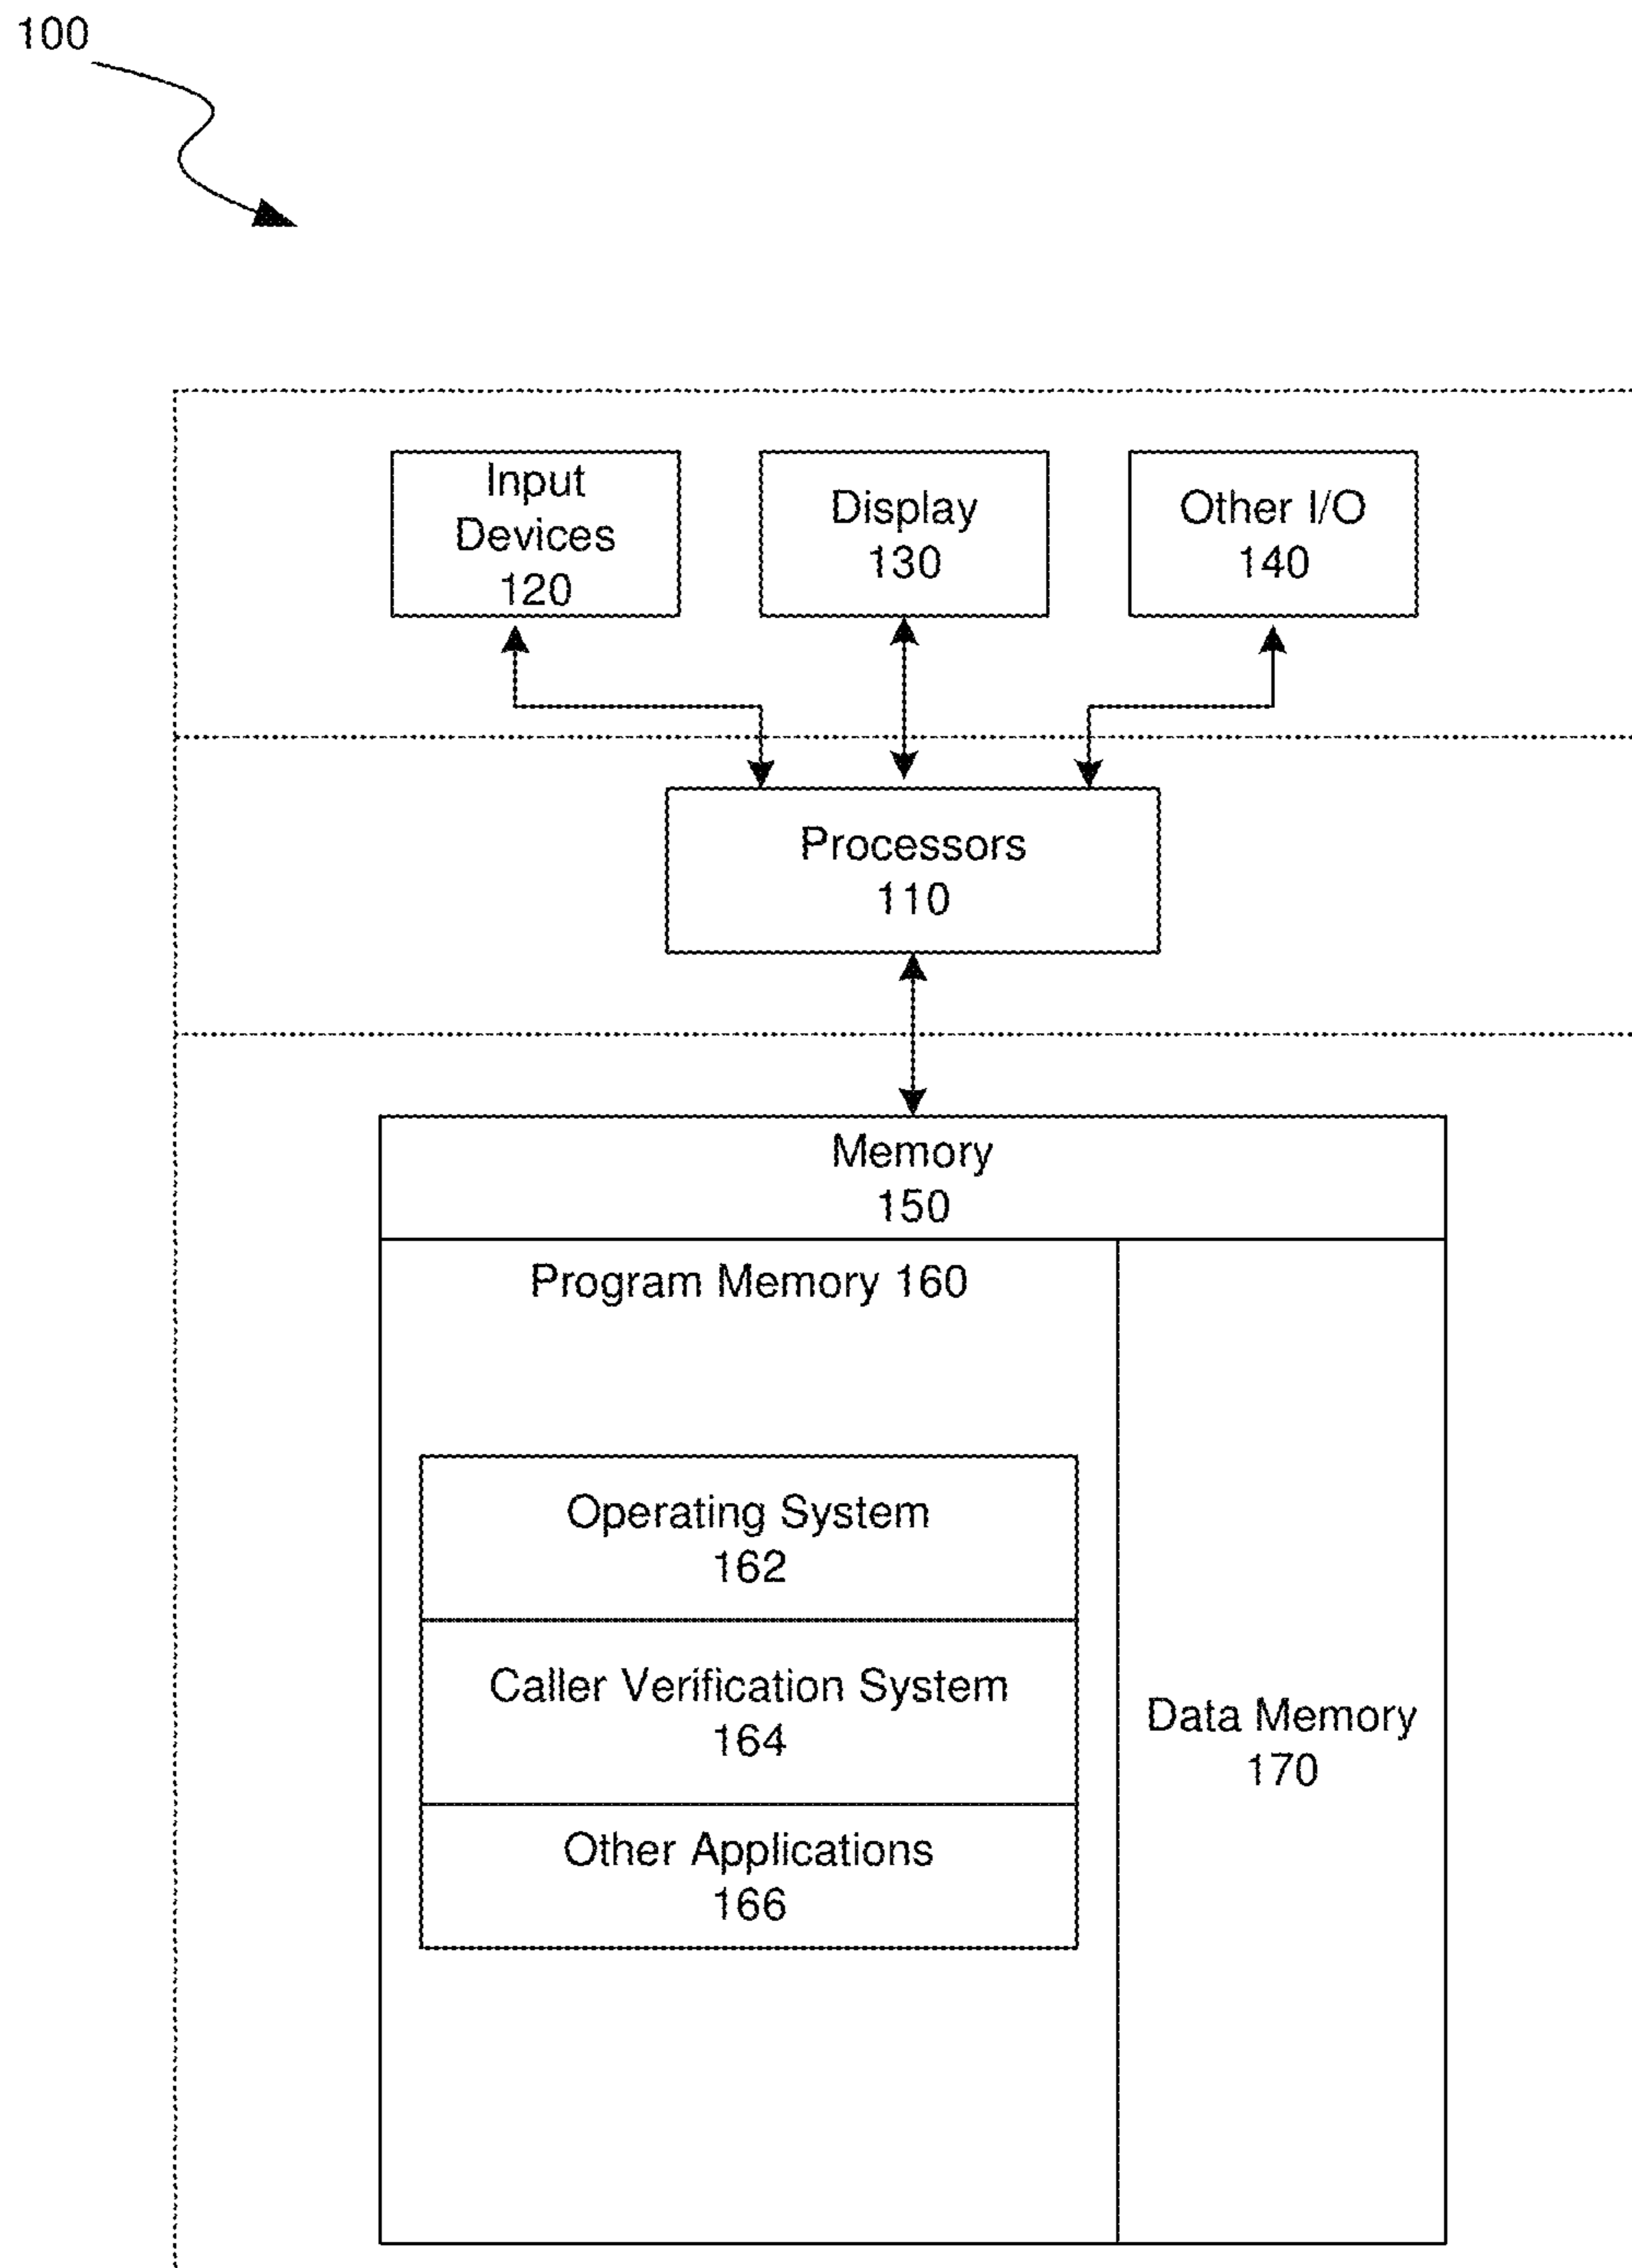 100
Input
Devices
120
Display
130
Other I/O
140
Processors
110
Memory
150
Program Memory 160
Operating System
162
Caller Verification System
164
Other Applications
166
Data Memory
170